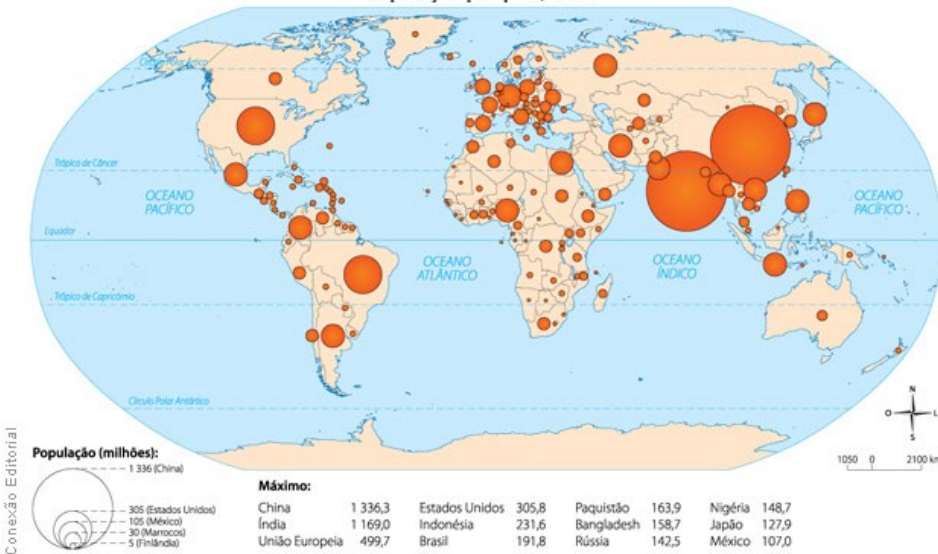 Círculo Polar Ártico
Trópico de Câncer
OCEANO
PACÍFICO
OCEANO
PACÍFICO
Equador
OCEANO
ATLÂNTICO
OCEANO
ÍNDICO
Trópico de Capricórnio
Círculo Polar Antártico
N
O
L
S
1050 0 2100 km
Conexão Editorial
População (milhões):
1 336 (China)
305 (Estados Unidos)
105 (México)
30 (Marrocos)
5 (Finlândia)
Máximo:
China 1 336,3 Estados Unidos 305,8 Paquistão 163,9 Nigéria 148,7
Índia 1 169,0 Indonésia 231,6 Bangladesh 158,7 Japão 127,9
União Europeia 499,7 Brasil 191,8 Rússia 142,5 México 107,0